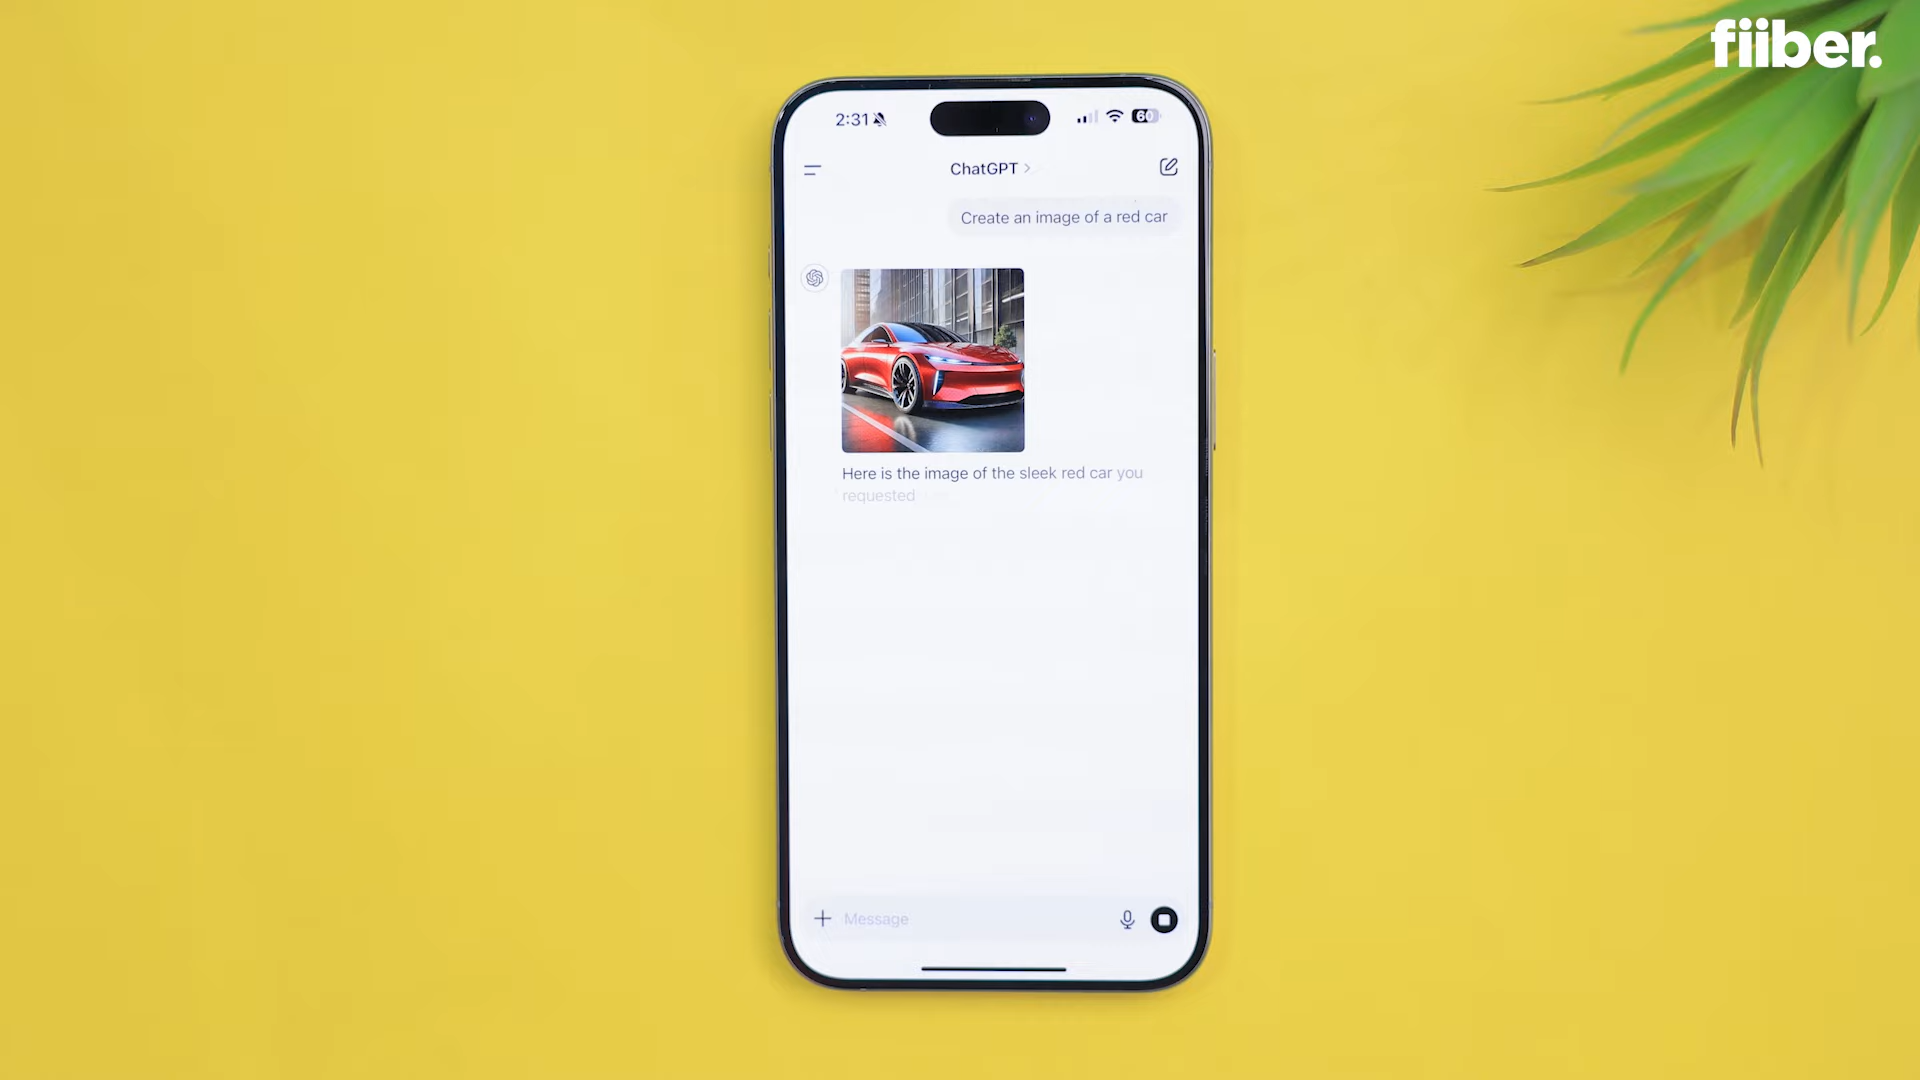 fiiber.
2:31
60
ChatGPT >
Create an image of a red car
Here is the image of the sleek red car you
requested
Message